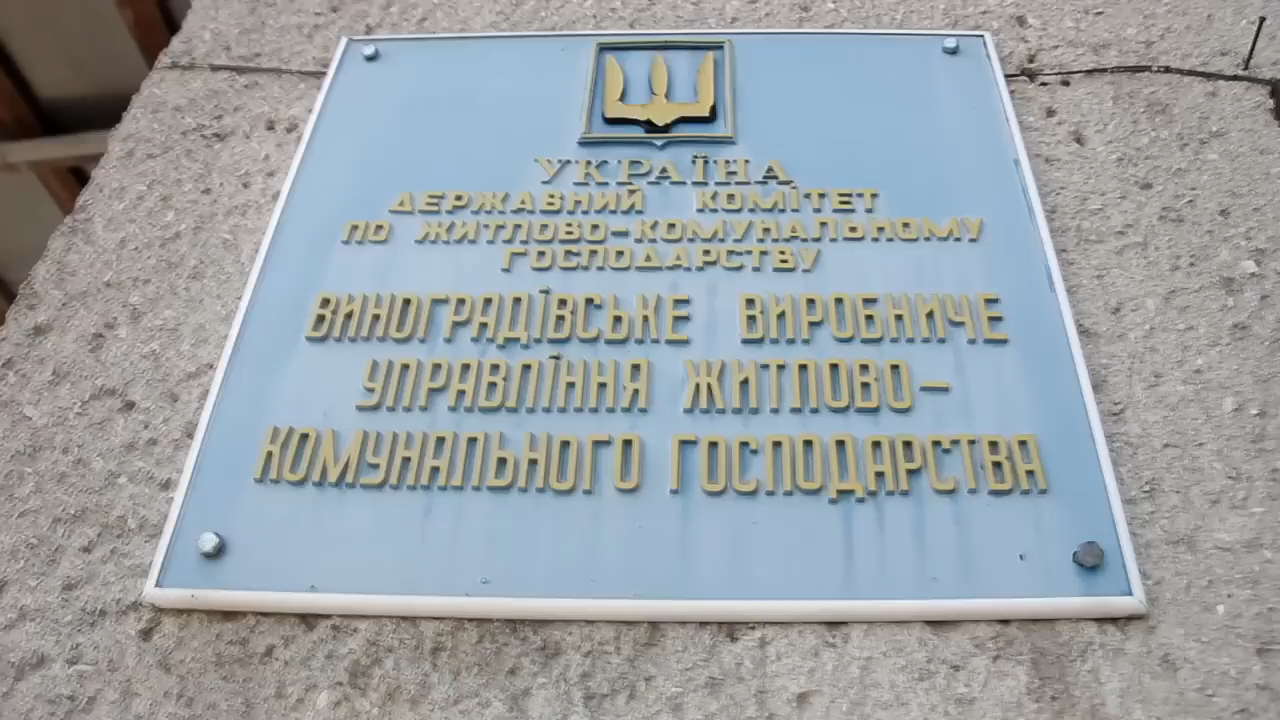 УКРАЇНА
ДЕРЖАВНИЙ КОМІТЕТ
ПО ЖИТЛОВО-КОМУНАЛЬНОМУ
ГОСПОДАРСТВУ
ВИНОГРАДІВСЬКЕ ВИРОБНИЧЕ
УПРАВЛІННЯ ЖИТЛОВО-
КОМУНАЛЬНОГО ГОСПОДАРСТВА